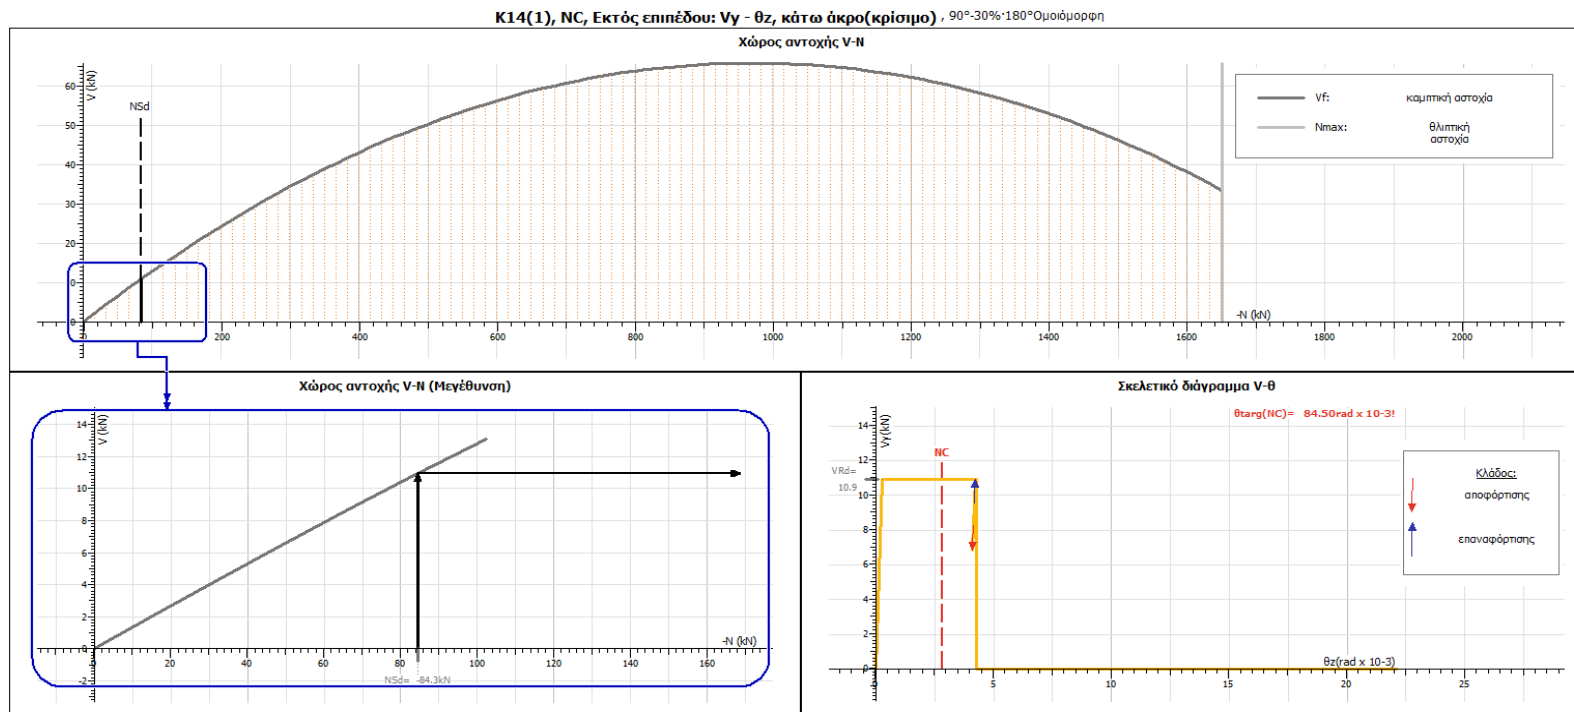 K14(1), NC, Εκτός επιπέδου: Vy - θz, κάτω άκρο(κρίσιμο) , 90°-30%·180°Ομοιόμορφη
Χώρος αντοχής V-N
V (kN)
60
50
40
30
20
0
0
NSd
0 200 400 600 800 1000 1200 1400 1600 1800 2000
-N (kN)
Vf: καμπτική αστοχία
Nmax: θλιπτική
αστοχία
Χώρος αντοχής V-N (Μεγέθυνση)
V (kN)
14
12
10
8
6
4
2
0
-2
0 20 40 60 80 100 120 140 160
-N (kN)
NSd= -84.3kN
Σκελετικό διάγραμμα V-θ
θtarg(NC)= 84.50rad x 10-3!
Vy(kN)
14
12
10
8
6
4
2
0
VRd=
10.9
NC
0 5 10 15 20 25
θz(rad x 10-3)
Κλάδος:
αποφόρτισης
επαναφόρτισης